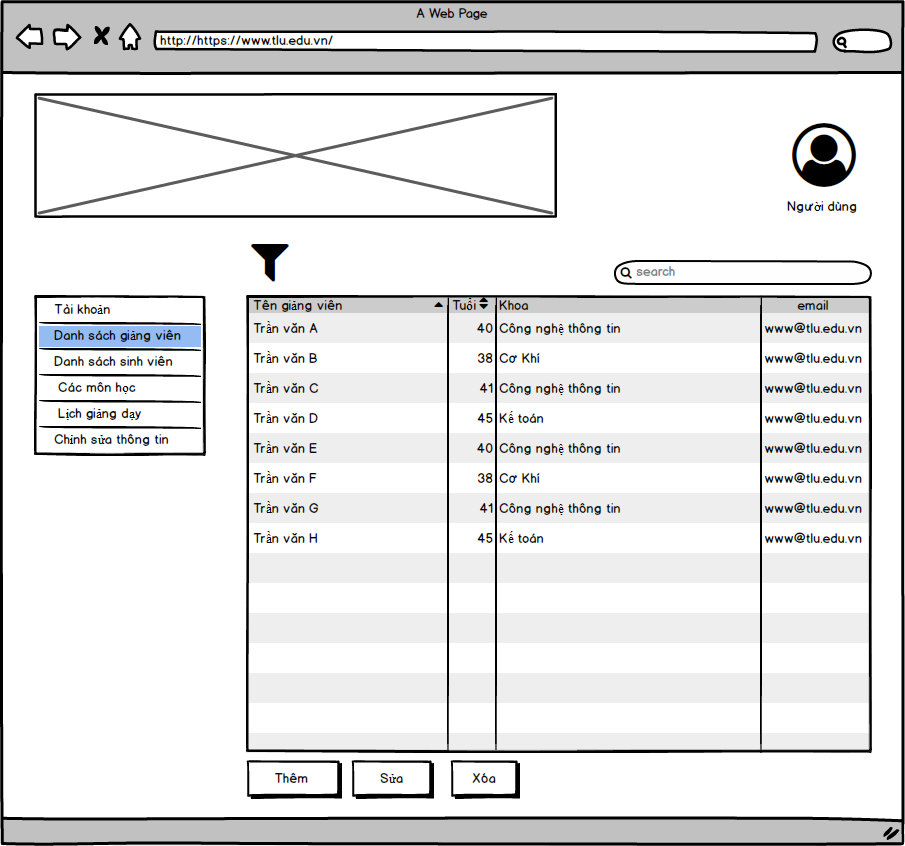 A Web Page
http://https://www.tlu.edu.vn/
Người dùng
search
Tài khoản
Danh sách giảng viên
Danh sách sinh viên
Các môn học
Lịch giảng dạy
Chỉnh sửa thông tin
Tên giảng viên Tuổi Khoa email
Trần văn A 40 Công nghệ thông tin www@tlu.edu.vn
Trần văn B 38 Cơ Khí www@tlu.edu.vn
Trần văn C 41 Công nghệ thông tin www@tlu.edu.vn
Trần văn D 45 Kế toán www@tlu.edu.vn
Trần văn E 40 Công nghệ thông tin www@tlu.edu.vn
Trần văn F 38 Cơ Khí www@tlu.edu.vn
Trần văn G 41 Công nghệ thông tin www@tlu.edu.vn
Trần văn H 45 Kế toán www@tlu.edu.vn
Thêm Sửa Xóa